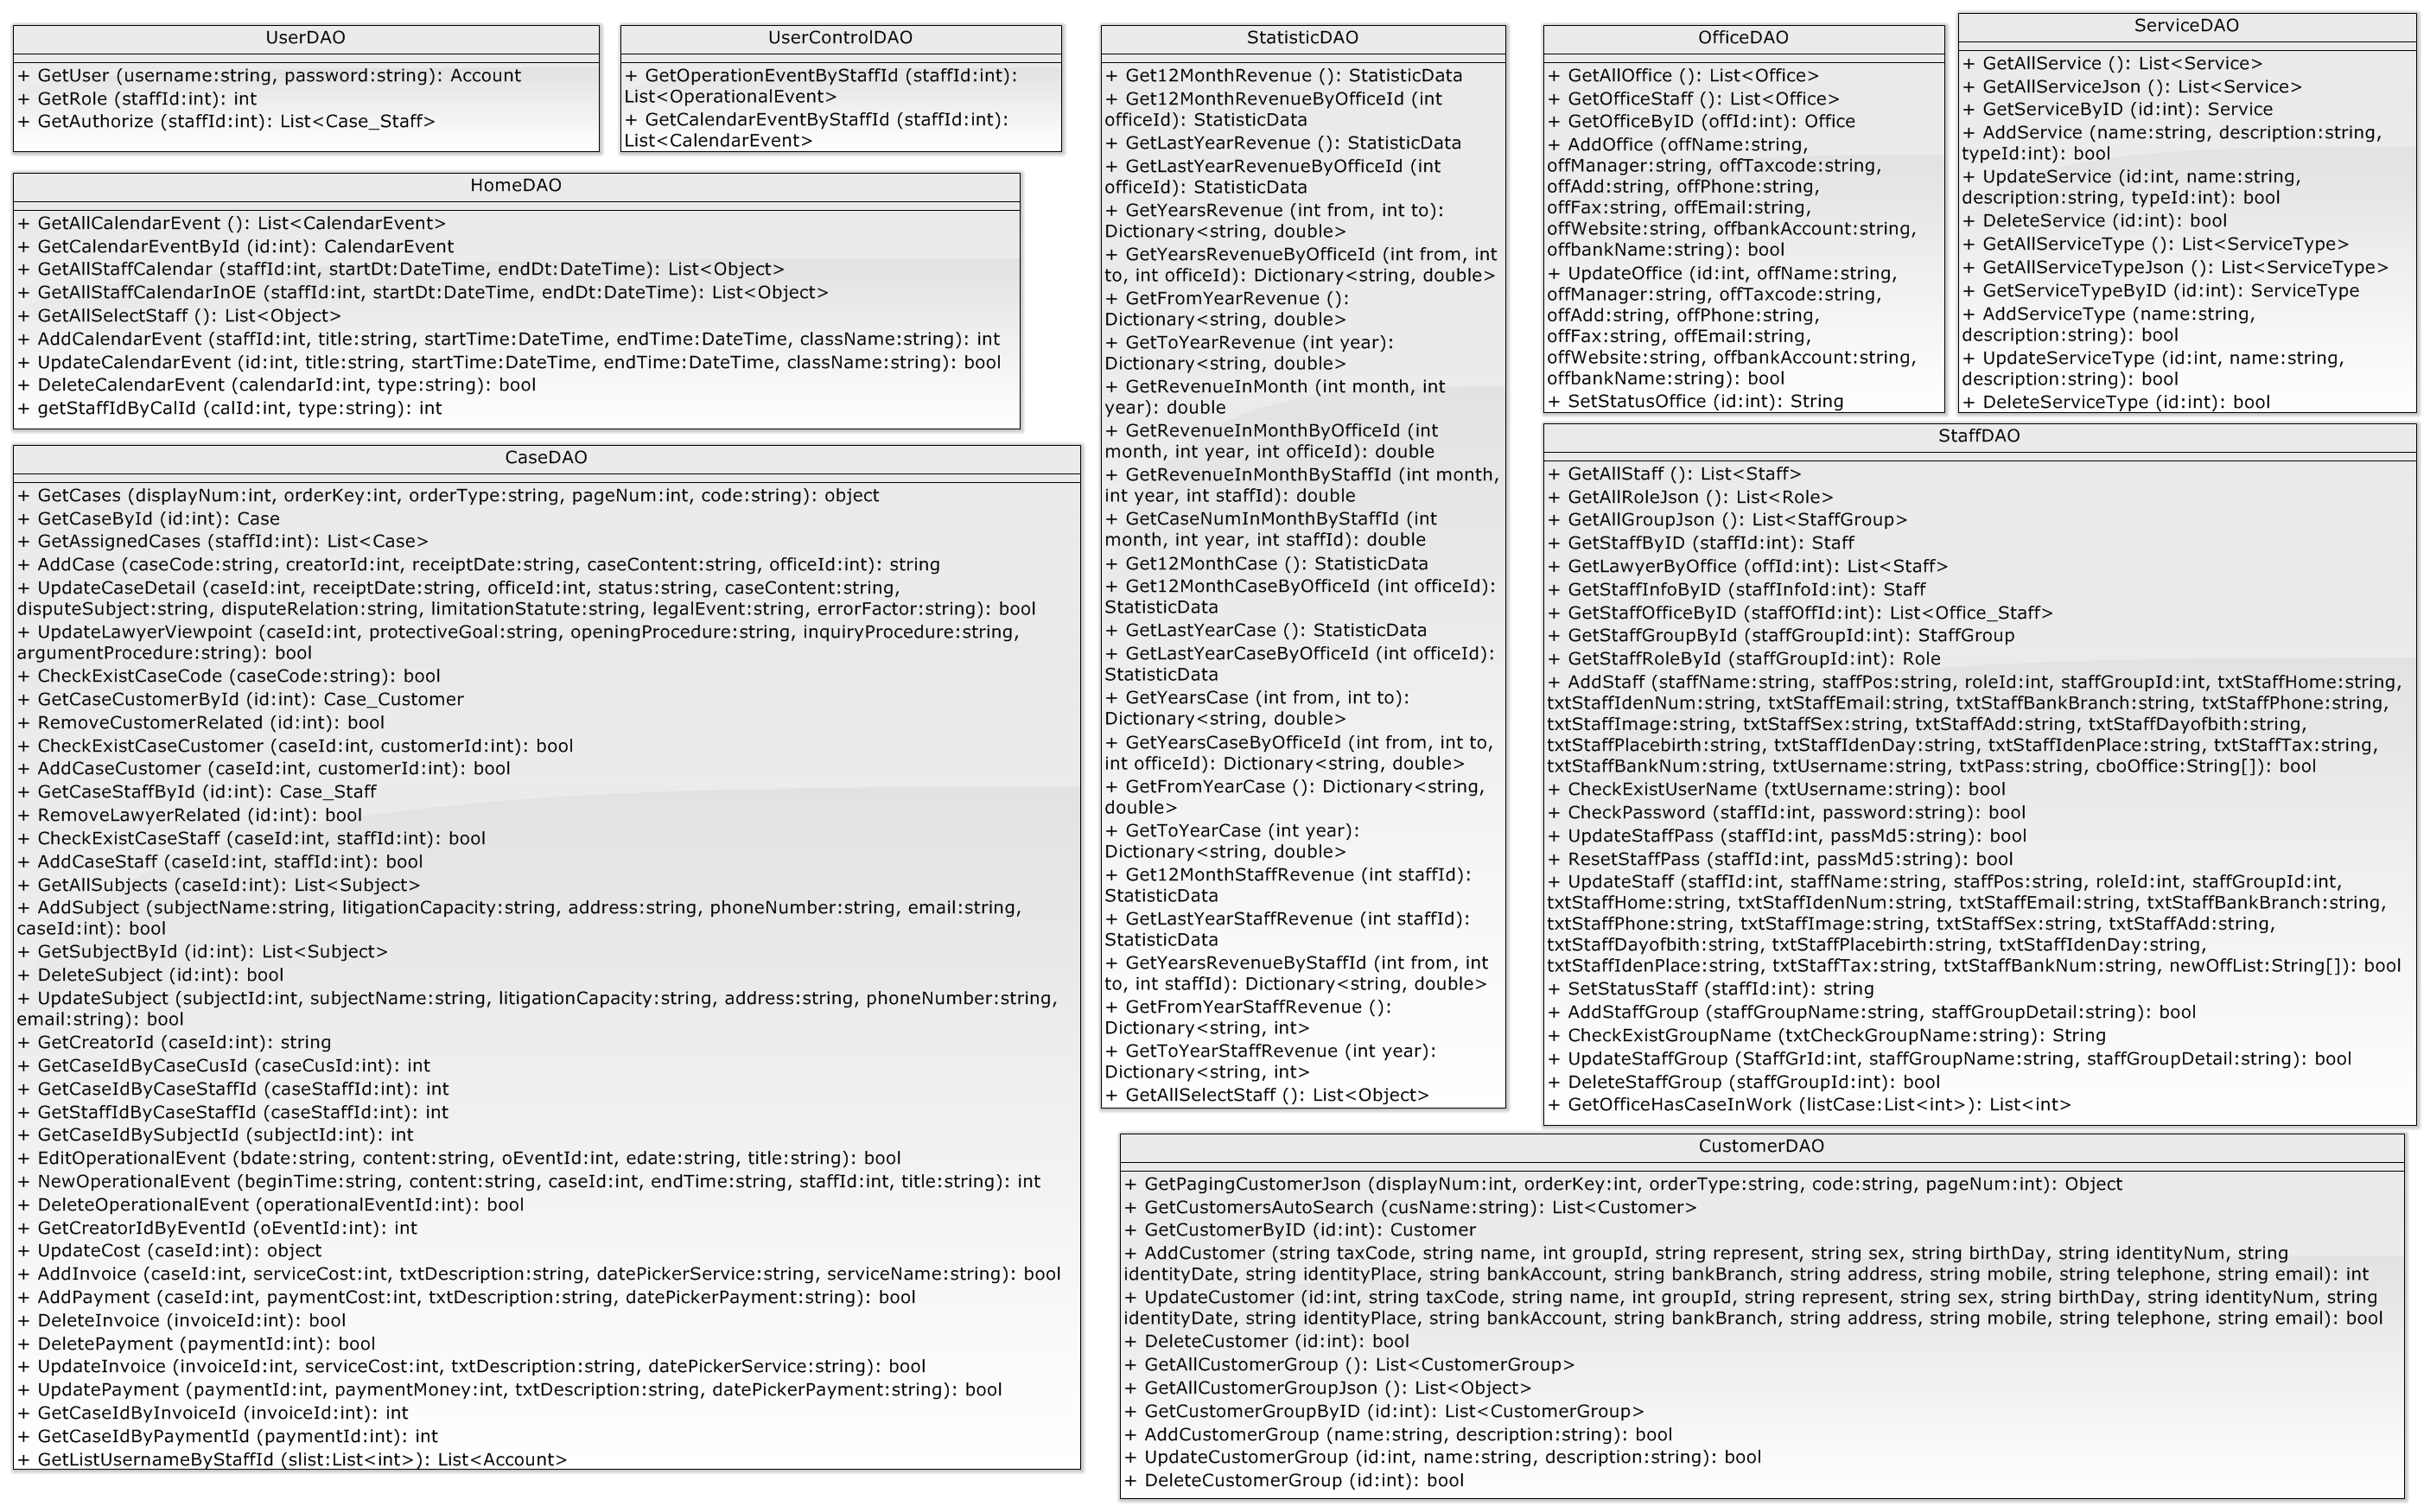 UserDAO
+ GetUser (username:string, password:string): Account
+ GetRole (staffId:int): int
+ GetAuthorize (staffId:int): List<Case_Staff>
UserControlDAO
+ GetOperationEventByStaffId (staffId:int):
List<OperationalEvent>
+ GetCalendarEventByStaffId (staffId:int):
List<CalendarEvent>
HomeDAO
+ GetAllCalendarEvent (): List<CalendarEvent>
+ GetCalendarEventById (id:int): CalendarEvent
+ GetAllStaffCalendar (staffId:int, startDt:DateTime, endDt:DateTime): List<Object>
+ GetAllStaffCalendarInOE (staffId:int, startDt:DateTime, endDt:DateTime): List<Object>
+ GetAllSelectStaff (): List<Object>
+ AddCalendarEvent (staffId:int, title:string, startTime:DateTime, endTime:DateTime, className:string): int
+ UpdateCalendarEvent (id:int, title:string, startTime:DateTime, endTime:DateTime, className:string): bool
+ DeleteCalendarEvent (calendarId:int, type:string): bool
+ getStaffIdByCalId (calId:int, type:string): int
CaseDAO
+ GetCases (displayNum:int, orderKey:int, orderType:string, pageNum:int, code:string): object
+ GetCaseById (id:int): Case
+ GetAssignedCases (staffId:int): List<Case>
+ AddCase (caseCode:string, creatorId:int, receiptDate:string, caseContent:string, officeId:int): string
+ UpdateCaseDetail (caseId:int, receiptDate:string, officeId:int, status:string, caseContent:string,
disputeSubject:string, disputeRelation:string, limitationStatute:string, legalEvent:string, errorFactor:string): bool
+ UpdateLawyerViewpoint (caseId:int, protectiveGoal:string, openingProcedure:string, inquiryProcedure:string,
argumentProcedure:string): bool
+ CheckExistCaseCode (caseCode:string): bool
+ GetCaseCustomerById (id:int): Case_Customer
+ RemoveCustomerRelated (id:int): bool
+ CheckExistCaseCustomer (caseId:int, customerId:int): bool
+ AddCaseCustomer (caseId:int, customerId:int): bool
+ GetCaseStaffById (id:int): Case_Staff
+ RemoveLawyerRelated (id:int): bool
+ CheckExistCaseStaff (caseId:int, staffId:int): bool
+ AddCaseStaff (caseId:int, staffId:int): bool
+ GetAllSubjects (caseId:int): List<Subject>
+ AddSubject (subjectName:string, litigationCapacity:string, address:string, phoneNumber:string, email:string,
caseId:int): bool
+ GetSubjectById (id:int): List<Subject>
+ DeleteSubject (id:int): bool
+ UpdateSubject (subjectId:int, subjectName:string, litigationCapacity:string, address:string, phoneNumber:string,
email:string): bool
+ GetCreatorId (caseId:int): string
+ GetCaseIdByCaseCusId (caseCusId:int): int
+ GetCaseIdByCaseStaffId (caseStaffId:int): int
+ GetStaffIdByCaseStaffId (caseStaffId:int): int
+ GetCaseIdBySubjectId (subjectId:int): int
+ EditOperationalEvent (bdate:string, content:string, oEventId:int, edate:string, title:string): bool
+ NewOperationalEvent (beginTime:string, content:string, caseId:int, endTime:string, staffId:int, title:string): int
+ DeleteOperationalEvent (operationalEventId:int): bool
+ GetCreatorIdByEventId (oEventId:int): int
+ UpdateCost (caseId:int): object
+ AddInvoice (caseId:int, serviceCost:int, txtDescription:string, datePickerService:string, serviceName:string): bool
+ AddPayment (caseId:int, paymentCost:int, txtDescription:string, datePickerPayment:string): bool
+ DeleteInvoice (invoiceId:int): bool
+ DeletePayment (paymentId:int): bool
+ UpdateInvoice (invoiceId:int, serviceCost:int, txtDescription:string, datePickerService:string): bool
+ UpdatePayment (paymentId:int, paymentMoney:int, txtDescription:string, datePickerPayment:string): bool
+ GetCaseIdByInvoiceId (invoiceId:int): int
+ GetCaseIdByPaymentId (paymentId:int): int
+ GetListUsernameByStaffId (slist:List<int>): List<Account>
StatisticDAO
+ Get12MonthRevenue (): StatisticData
+ Get12MonthRevenueByOfficeId (int
officeId): StatisticData
+ GetLastYearRevenue (): StatisticData
+ GetLastYearRevenueByOfficeId (int
officeId): StatisticData
+ GetYearsRevenue (int from, int to):
Dictionary<string, double>
+ GetYearsRevenueByOfficeId (int from, int
to, int officeId): Dictionary<string, double>
+ GetFromYearRevenue ():
Dictionary<string, double>
+ GetToYearRevenue (int year):
Dictionary<string, double>
+ GetRevenueInMonth (int month, int
year): double
+ GetRevenueInMonthByOfficeId (int
month, int year, int officeId): double
+ GetRevenueInMonthByStaffId (int month,
int year, int staffId): double
+ GetCaseNumInMonthByStaffId (int
month, int year, int staffId): double
+ Get12MonthCase (): StatisticData
+ Get12MonthCaseByOfficeId (int officeId):
StatisticData
+ GetLastYearCase (): StatisticData
+ GetLastYearCaseByOfficeId (int officeId):
StatisticData
+ GetYearsCase (int from, int to):
Dictionary<string, double>
+ GetYearsCaseByOfficeId (int from, int to,
int officeId): Dictionary<string, double>
+ GetFromYearCase (): Dictionary<string,
double>
+ GetToYearCase (int year):
Dictionary<string, double>
+ Get12MonthStaffRevenue (int staffId):
StatisticData
+ GetLastYearStaffRevenue (int staffId):
StatisticData
+ GetYearsRevenueByStaffId (int from, int
to, int staffId): Dictionary<string, double>
+ GetFromYearStaffRevenue ():
Dictionary<string, int>
+ GetToYearStaffRevenue (int year):
Dictionary<string, int>
+ GetAllSelectStaff (): List<Object>
OfficeDAO
+ GetAllOffice (): List<Office>
+ GetOfficeStaff (): List<Office>
+ GetOfficeByID (offId:int): Office
+ AddOffice (offName:string,
offManager:string, offTaxcode:string,
offAdd:string, offPhone:string,
offFax:string, offEmail:string,
offWebsite:string, offbankAccount:string,
offbankName:string): bool
+ UpdateOffice (id:int, offName:string,
offManager:string, offTaxcode:string,
offAdd:string, offPhone:string,
offFax:string, offEmail:string,
offWebsite:string, offbankAccount:string,
offbankName:string): bool
+ SetStatusOffice (id:int): String
ServiceDAO
+ GetAllService (): List<Service>
+ GetAllServiceJson (): List<Service>
+ GetServiceByID (id:int): Service
+ AddService (name:string, description:string,
typeId:int): bool
+ UpdateService (id:int, name:string,
description:string, typeId:int): bool
+ DeleteService (id:int): bool
+ GetAllServiceType (): List<ServiceType>
+ GetAllServiceTypeJson (): List<ServiceType>
+ GetServiceTypeByID (id:int): ServiceType
+ AddServiceType (name:string,
description:string): bool
+ UpdateServiceType (id:int, name:string,
description:string): bool
+ DeleteServiceType (id:int): bool
StaffDAO
+ GetAllStaff (): List<Staff>
+ GetAllRoleJson (): List<Role>
+ GetAllGroupJson (): List<StaffGroup>
+ GetStaffByID (staffId:int): Staff
+ GetLawyerByOffice (offId:int): List<Staff>
+ GetStaffInfoByID (staffInfoId:int): Staff
+ GetStaffOfficeByID (staffOffId:int): List<Office_Staff>
+ GetStaffGroupById (staffGroupId:int): StaffGroup
+ GetStaffRoleById (staffGroupId:int): Role
+ AddStaff (staffName:string, staffPos:string, roleId:int, staffGroupId:int, txtStaffHome:string,
txtStaffIdenNum:string, txtStaffEmail:string, txtStaffBankBranch:string, txtStaffPhone:string,
txtStaffImage:string, txtStaffSex:string, txtStaffAdd:string, txtStaffDayofbith:string,
txtStaffPlacebirth:string, txtStaffIdenDay:string, txtStaffIdenPlace:string, txtStaffTax:string,
txtStaffBankNum:string, txtUsername:string, txtPass:string, cboOffice:String[]): bool
+ CheckExistUserName (txtUsername:string): bool
+ CheckPassword (staffId:int, password:string): bool
+ UpdateStaffPass (staffId:int, passMd5:string): bool
+ ResetStaffPass (staffId:int, passMd5:string): bool
+ UpdateStaff (staffId:int, staffName:string, staffPos:string, roleId:int, staffGroupId:int,
txtStaffHome:string, txtStaffIdenNum:string, txtStaffEmail:string, txtStaffBankBranch:string,
txtStaffPhone:string, txtStaffImage:string, txtStaffSex:string, txtStaffAdd:string,
txtStaffDayofbith:string, txtStaffPlacebirth:string, txtStaffIdenDay:string,
txtStaffIdenPlace:string, txtStaffTax:string, txtStaffBankNum:string, newOffList:String[]): bool
+ SetStatusStaff (staffId:int): string
+ AddStaffGroup (staffGroupName:string, staffGroupDetail:string): bool
+ CheckExistGroupName (txtCheckGroupName:string): String
+ UpdateStaffGroup (StaffGrId:int, staffGroupName:string, staffGroupDetail:string): bool
+ DeleteStaffGroup (staffGroupId:int): bool
+ GetOfficeHasCaseInWork (listCase:List<int>): List<int>
CustomerDAO
+ GetPagingCustomerJson (displayNum:int, orderKey:int, orderType:string, code:string, pageNum:int): Object
+ GetCustomersAutoSearch (cusName:string): List<Customer>
+ GetCustomerByID (id:int): Customer
+ AddCustomer (string taxCode, string name, int groupId, string represent, string sex, string birthDay, string identityNum, string
identityDate, string identityPlace, string bankAccount, string bankBranch, string address, string mobile, string telephone, string email): int
+ UpdateCustomer (id:int, string taxCode, string name, int groupId, string represent, string sex, string birthDay, string identityNum, string
identityDate, string identityPlace, string bankAccount, string bankBranch, string address, string mobile, string telephone, string email): bool
+ DeleteCustomer (id:int): bool
+ GetAllCustomerGroup (): List<CustomerGroup>
+ GetAllCustomerGroupJson (): List<Object>
+ GetCustomerGroupByID (id:int): List<CustomerGroup>
+ AddCustomerGroup (name:string, description:string): bool
+ UpdateCustomerGroup (id:int, name:string, description:string): bool
+ DeleteCustomerGroup (id:int): bool